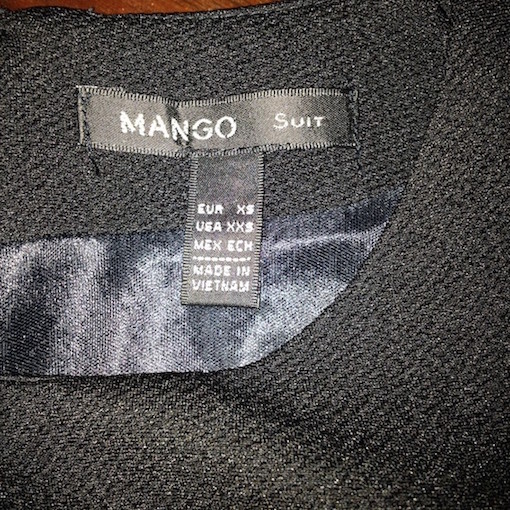 MANGO SUIT
EUR XS
USA XXS
MEX ECH
MADE IN
VIETNAM